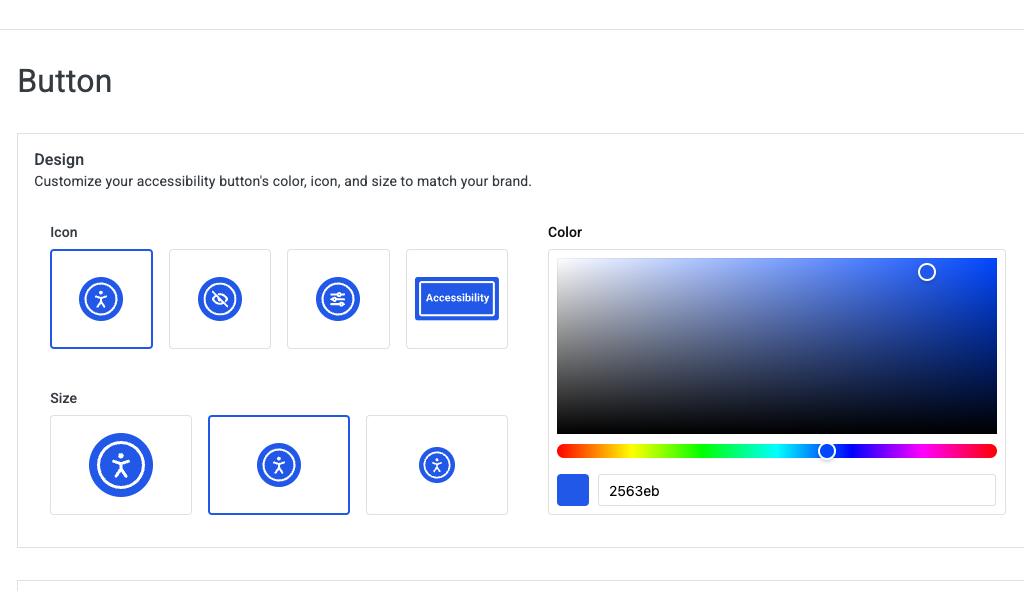 Button
Design
Customize your accessibility button's color, icon, and size to match your brand.
Icon
Color
Accessibility
Size
2563eb